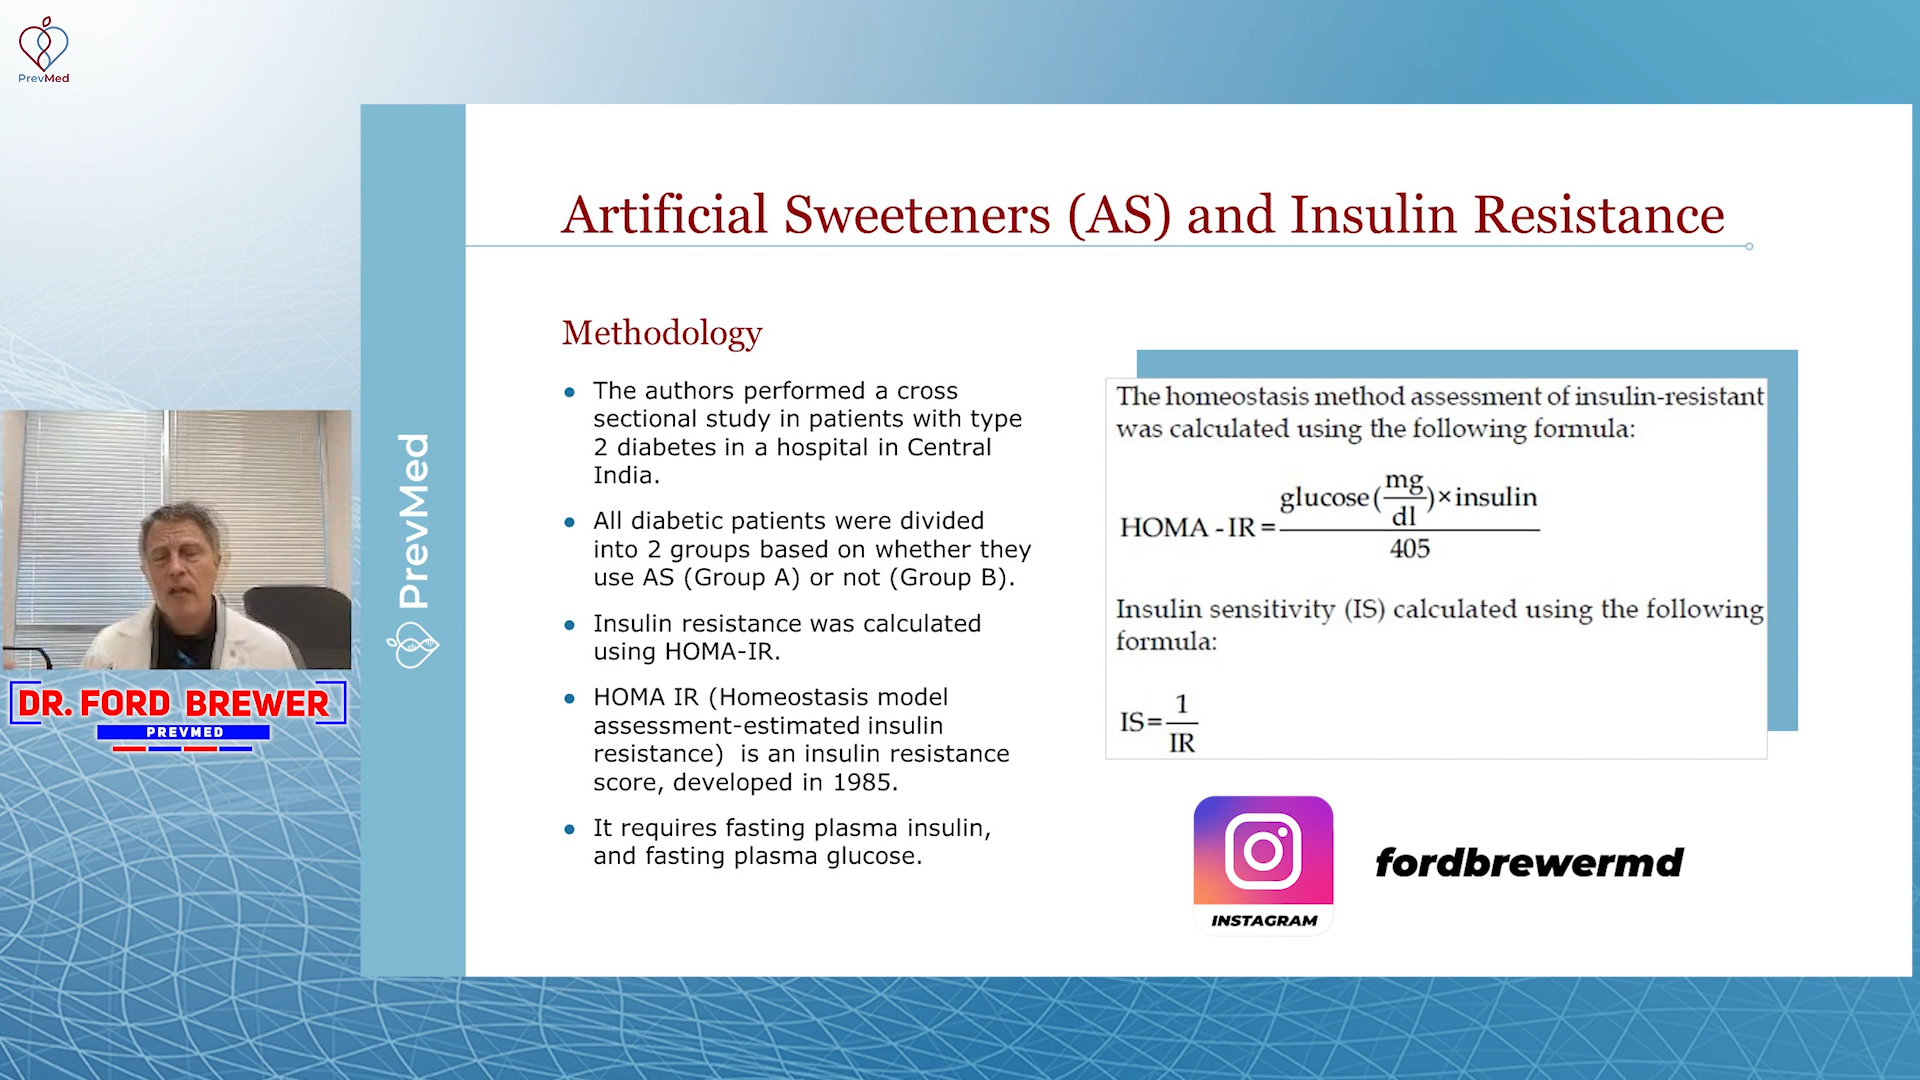 PrevMed
Artificial Sweeteners (AS) and Insulin Resistance
Methodology
The authors performed a cross
sectional study in patients with type
2 diabetes in a hospital in Central
India.
All diabetic patients were divided
into 2 groups based on whether they
use AS (Group A) or not (Group B).
Insulin resistance was calculated
using HOMA-IR.
HOMA IR (Homeostasis model
assessment-estimated insulin
resistance)  is an insulin resistance
score, developed in 1985.
It requires fasting plasma insulin,
and fasting plasma glucose.
The homeostasis method assessment of insulin-resistant
was calculated using the following formula:
HOMA - IR = glucose(mg/dl)×insulin / 405
Insulin sensitivity (IS) calculated using the following
formula:
IS= 1/IR
PrevMed
DR. FORD BREWER
PREVMED
INSTAGRAM
fordbrewermd